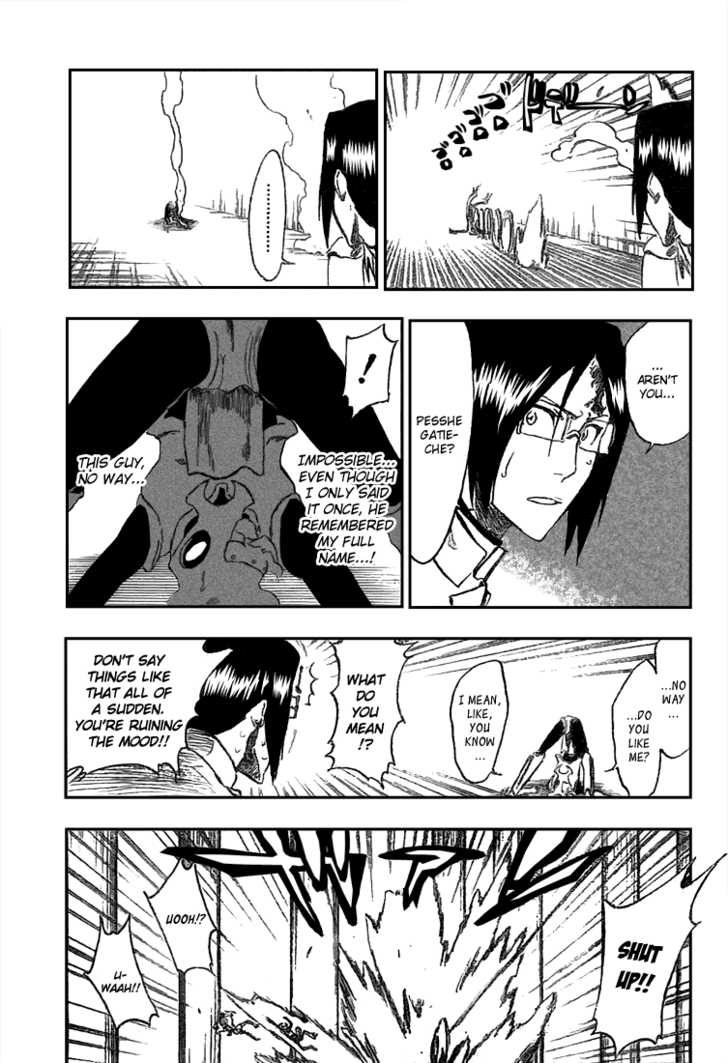 ...
AREN'T
YOU...
PESSHE
GATIE-
CHE?
!
IMPOSSIBLE...
EVEN THOUGH
I ONLY SAID
IT ONCE, HE
REMEMBERED
MY FULL
NAME...!
THIS GUY,
NO WAY...
...NO
WAY
...
...DO
YOU
LIKE
ME?
I MEAN,
LIKE,
YOU
KNOW
...
WHAT
DO
YOU
MEAN
!?
DON'T SAY
THINGS LIKE
THAT ALL OF
A SUDDEN.
YOU'RE RUINING
THE MOOD!!
SHUT
UP!!
UOOH!?
U-
WAAH!!